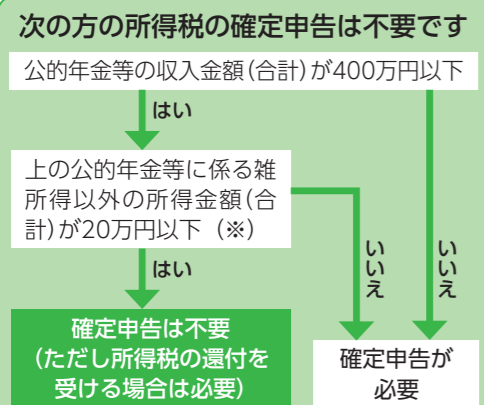 次の方の所得税の確定申告は不要です
公的年金等の収入金額(合計)が400万円以下
はい
上の公的年金等に係る雑
所得以外の所得金額(合
計)が20万円以下（※）
はい
いいえ
いいえ
確定申告は不要
（ただし所得税の還付を
受ける場合は必要）
確定申告が
必要